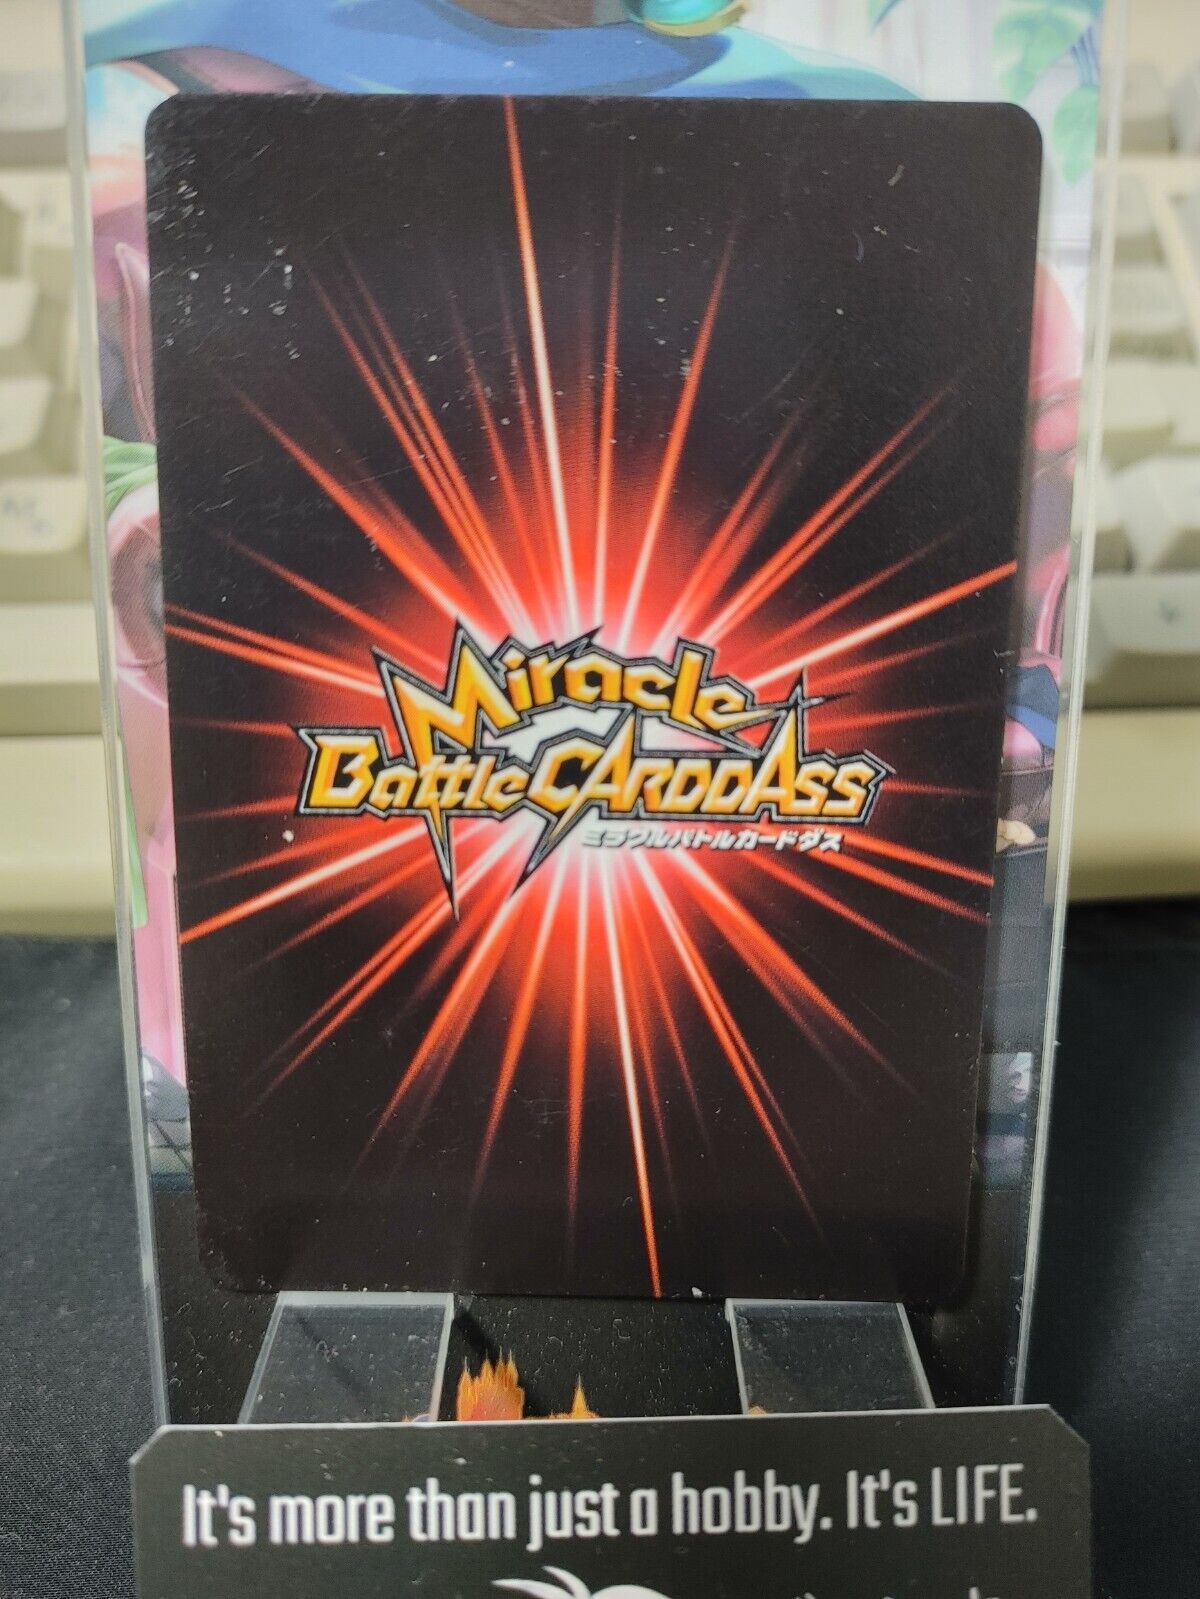 Miracle
Battle CARDDASS
ミラクルバトルカードダス
It's more than just a hobby. It's LIFE.